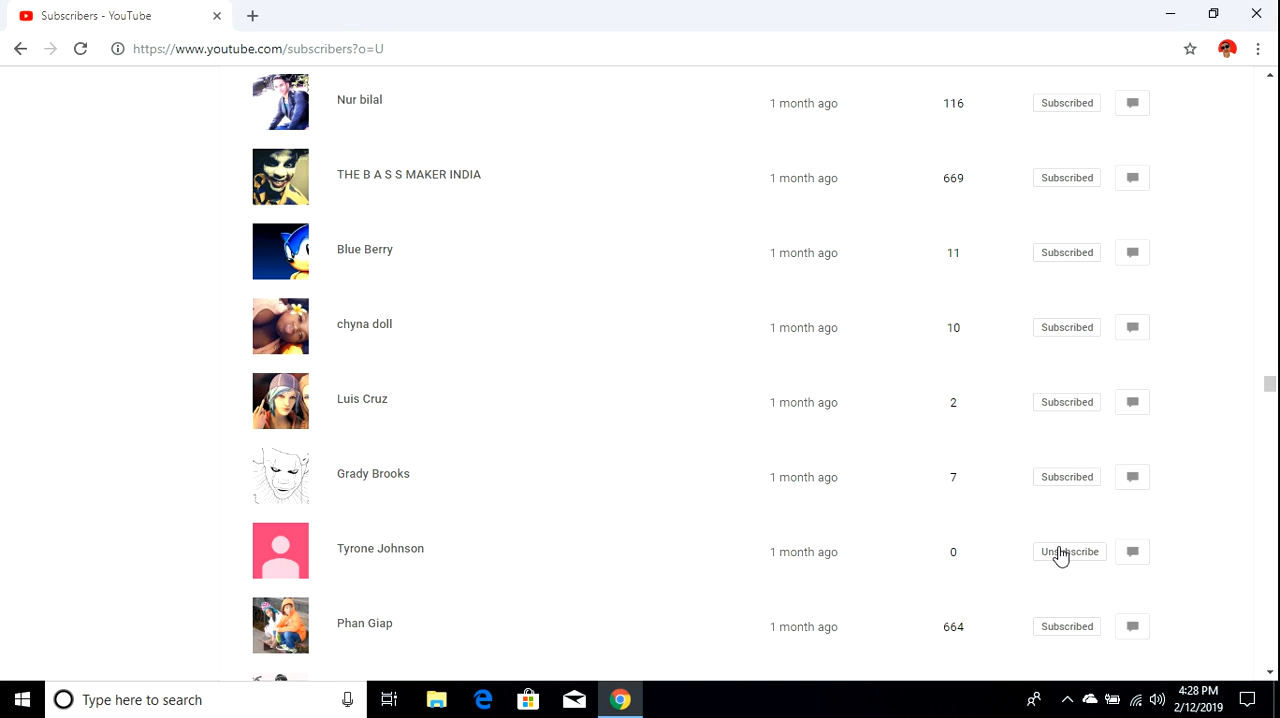 Subscribers - YouTube
https://www.youtube.com/subscribers?o=U
Nur bilal 1 month ago 116 Subscribed
THE B A S S MAKER INDIA 1 month ago 669 Subscribed
Blue Berry 1 month ago 11 Subscribed
chyna doll 1 month ago 10 Subscribed
Luis Cruz 1 month ago 2 Subscribed
Grady Brooks 1 month ago 7 Subscribed
Tyrone Johnson 1 month ago 0 Unsubscribe
Phan Giap 1 month ago 664 Subscribed
Type here to search
4:28 PM
2/12/2019